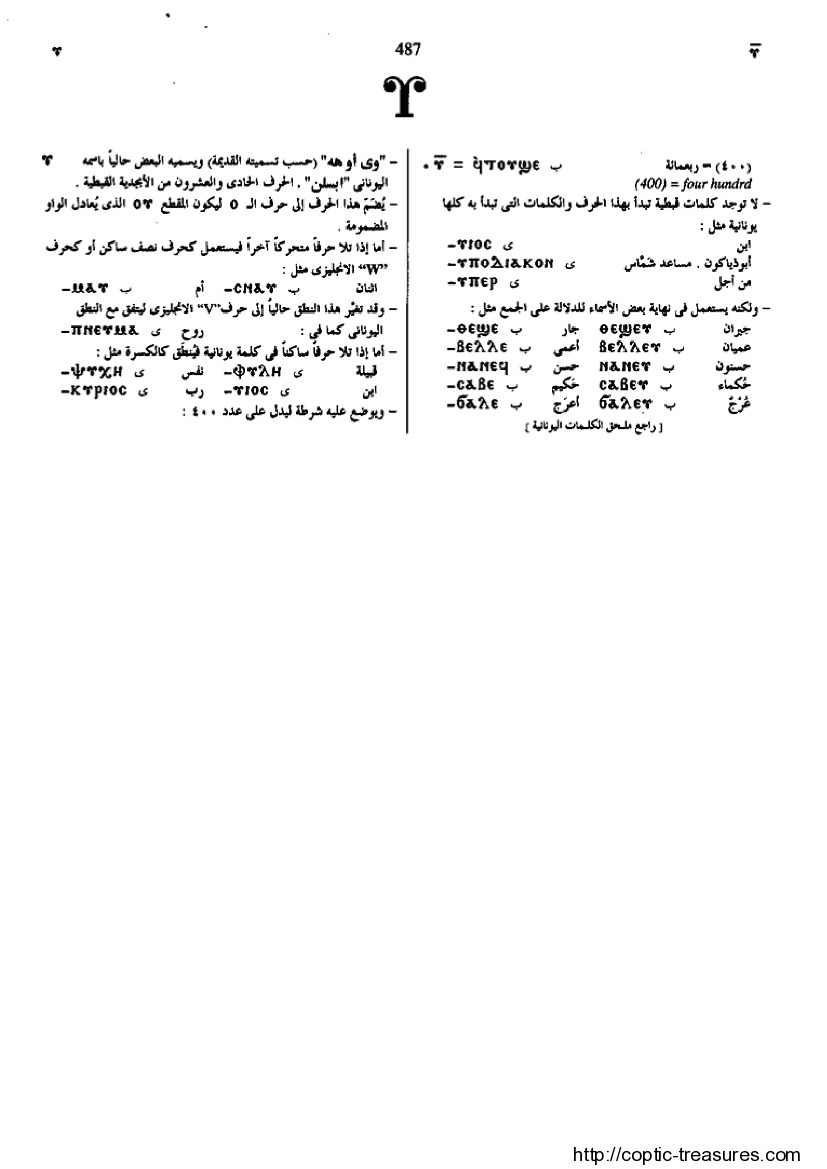 ⲩ 487 ⲩ̅
Ⲩ
ⲩ – "وى أو هه" (حسب تسميته القديمة) ويسميه البعض حالياً باسمه
اليونانى "ابسلن" . الحرف الحادى والعشرون من الأبجدية القبطية .
– يُضَمّ هذا الحرف إلى حرف الـ ⲟ ليكون المقطع ⲟⲩ الذى يُعادل الواو
المضمومة .
– أما إذا تلا حرفاً متحركاً آخراً فيستعمل كحرف نصف ساكن أو كحرف
"W" الانجليزى مثل :
–ⲙⲁⲩ ب أم –ⲥⲛⲁⲩ ب اثنان
– وقد تغيّر هذا النطق حالياً إلى حرف "V" الانجليزى ليتفق مع النطق
اليونانى كما فى : –ⲡⲛⲉⲩⲙⲁ ى روح
– أما إذا تلا حرفاً ساكناً فى كلمة يونانية فيُنطَق كالكسرة مثل :
–ⲯⲩⲭⲏ ى نفس –ⲫⲩⲗⲏ ى قبيلة
–ⲕⲩⲣⲓⲟⲥ ى رب –ⲩⲓⲟⲥ ى ابن
– ويوضع عليه شرطة ليدل على عدد ٤٠٠ :
• ⲩ̅ = ϥ̀ⲧⲟⲩϣⲉ ب (٤٠٠) = ربعمائة
(400) = four hundrd
– لا توجد كلمات قبطية تبدأ بهذا الحرف والكلمات التى تبدأ به كلها
يونانية مثل :
–ⲩⲓⲟⲥ ى ابن
–ⲩⲡⲟⲇⲓⲁⲕⲟⲛ ى أبوذياكون . مساعد شمّاس
–ⲩⲡⲉⲣ ى من أجل
– ولكنه يستعمل فى نهاية بعض الأسماء للدلالة على الجمع مثل :
–ⲑⲉϣⲉ ب جار ⲑⲉϣⲉⲩ ب جيران
–ⲃⲉⲗⲗⲉ ب أعمى ⲃⲉⲗⲗⲉⲩ ب عميان
–ⲛⲁⲛⲉϥ ب حسن ⲛⲁⲛⲉⲩ ب حسنون
–ⲥⲁⲃⲉ ب حَكيم ⲥⲁⲃⲉⲩ ب حُكماء
–ϭⲁⲗⲉ ب أعرَج ϭⲁⲗⲉⲩ ب عُرْجٌ
[ راجع ملحق الكلمات اليونانية ]
http://coptic-treasures.com